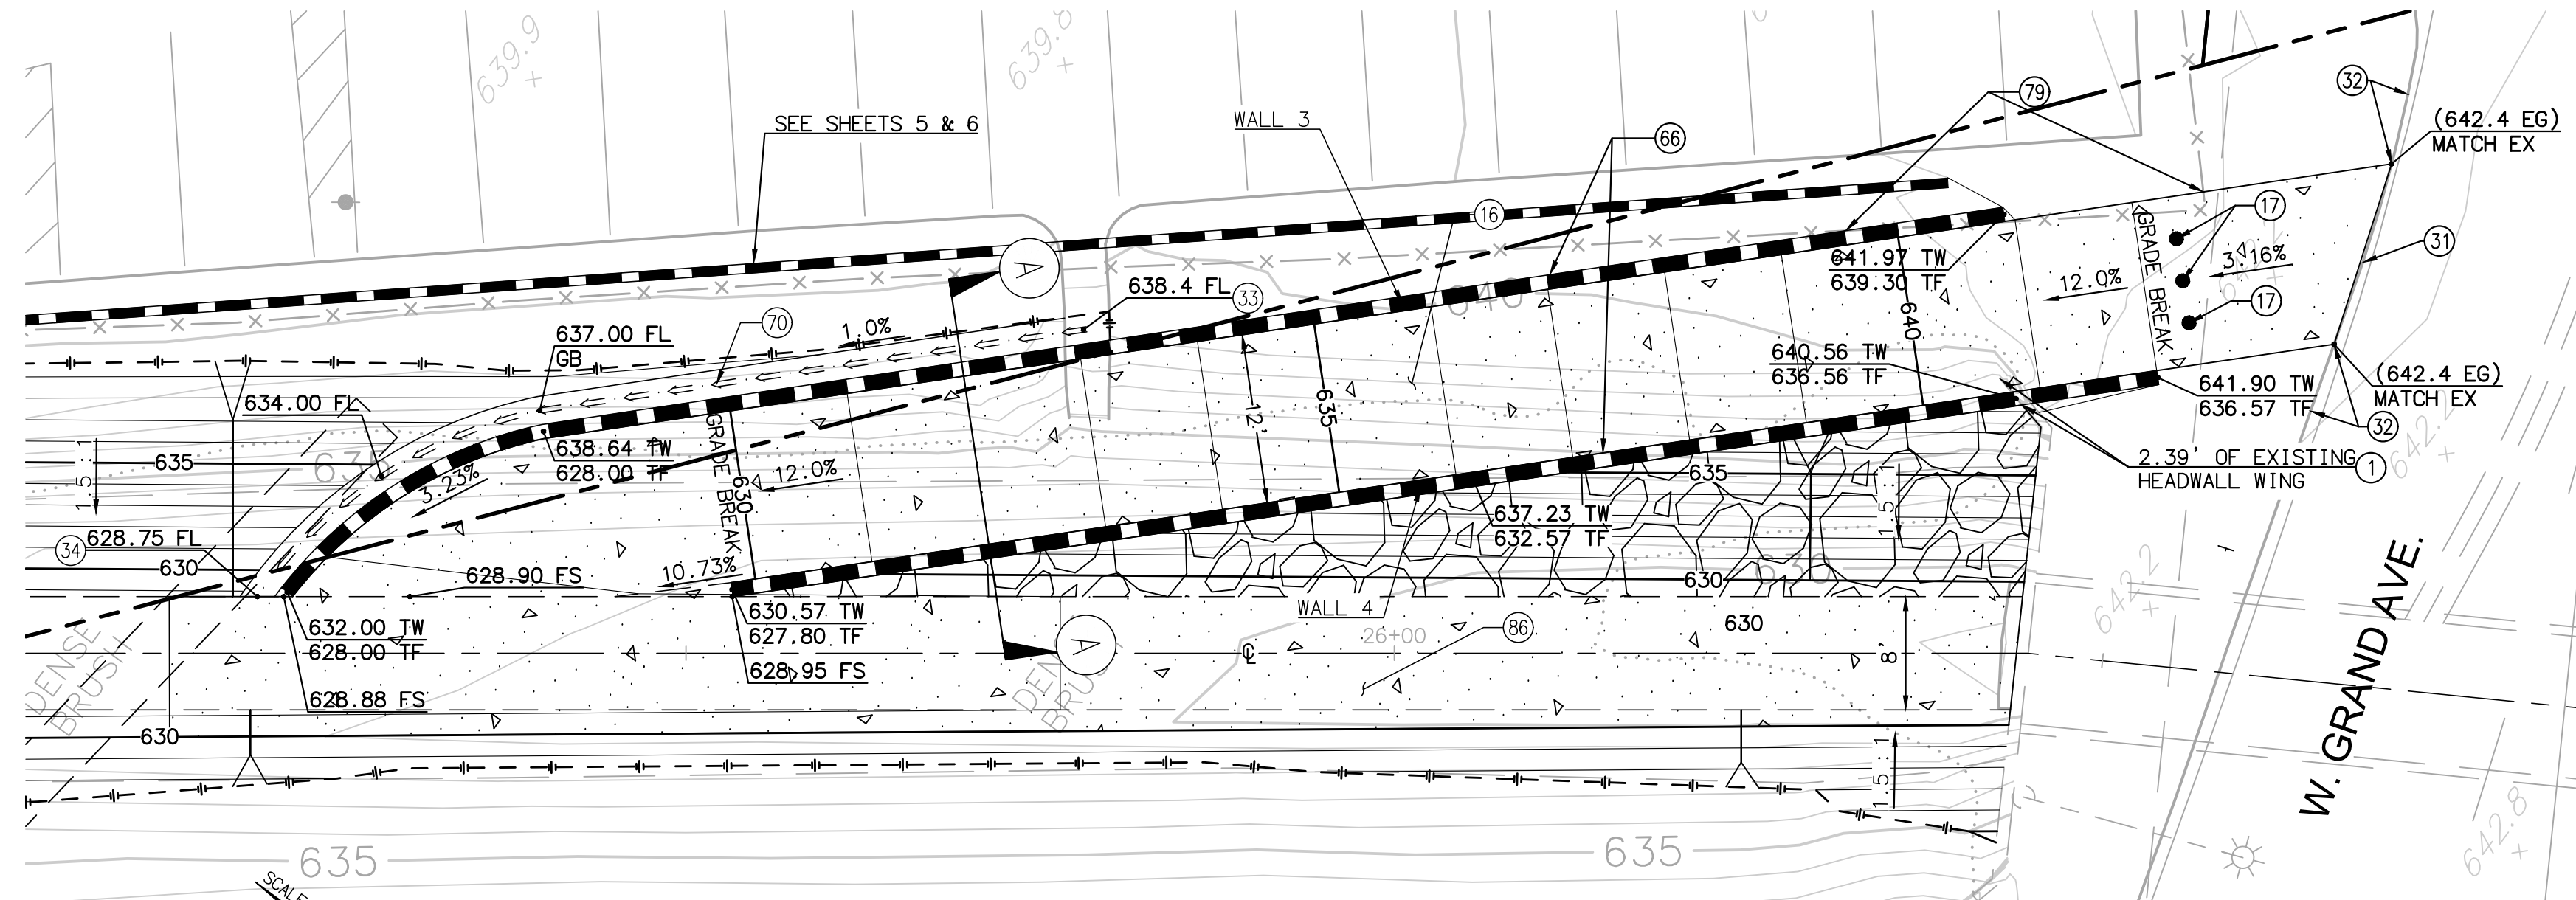 639.9
639.8
SEE SHEETS 5 & 6
WALL 3
66
79
32
(642.4 EG)
MATCH EX
16
17
17
31
GRADE BREAK
3.16%
12.0%
641.97 TW
639.30 TF
640
640
A
638.4 FL
33
70
1.0%
637.00 FL
GB
634.00 FL
638.64 TW
628.00 TF
3.23%
1.5:1
635
635
GRADE BREAK
630
12.0%
12'
635
640.56 TW
636.56 TF
641.90 TW
636.57 TF
(642.4 EG)
MATCH EX
32
2.39' OF EXISTING
HEADWALL WING
1
642.2
635
1.5:1
637.23 TW
632.57 TF
34
628.75 FL
630
628.90 FS
10.73%
630
630
WALL 4
632.00 TW
628.00 TF
628.88 FS
630.57 TW
627.80 TF
628.95 FS
A
℄
26+00
86
630
8'
642.2
W. GRAND AVE.
DENSE
BRUSH
630
1.5:1
635
635
642.8
SCALE